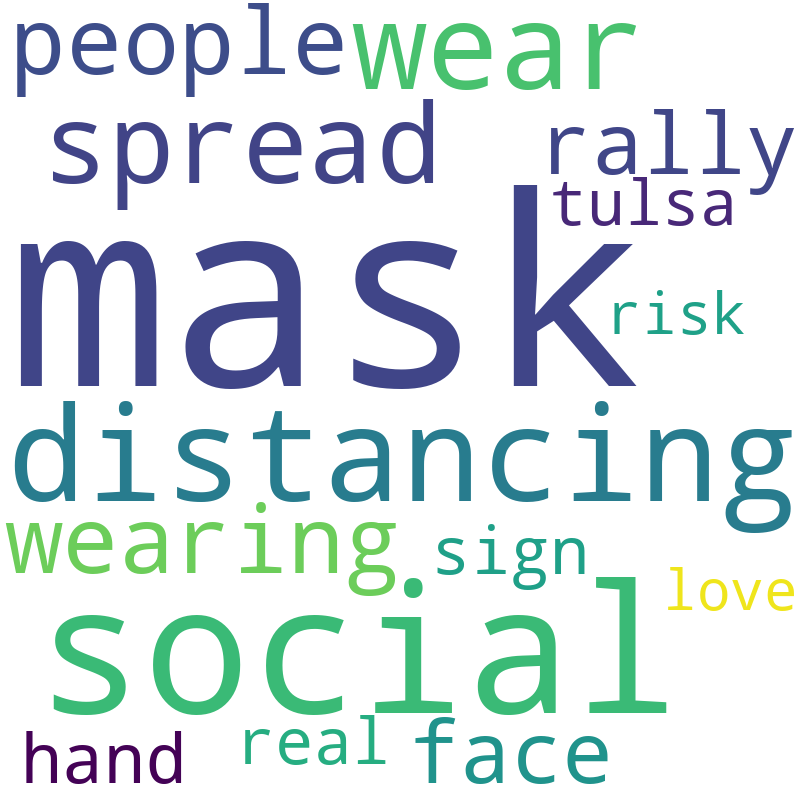 people wear
spread rally
tulsa
mask
risk
distancing
wearing sign
love
social
hand real face